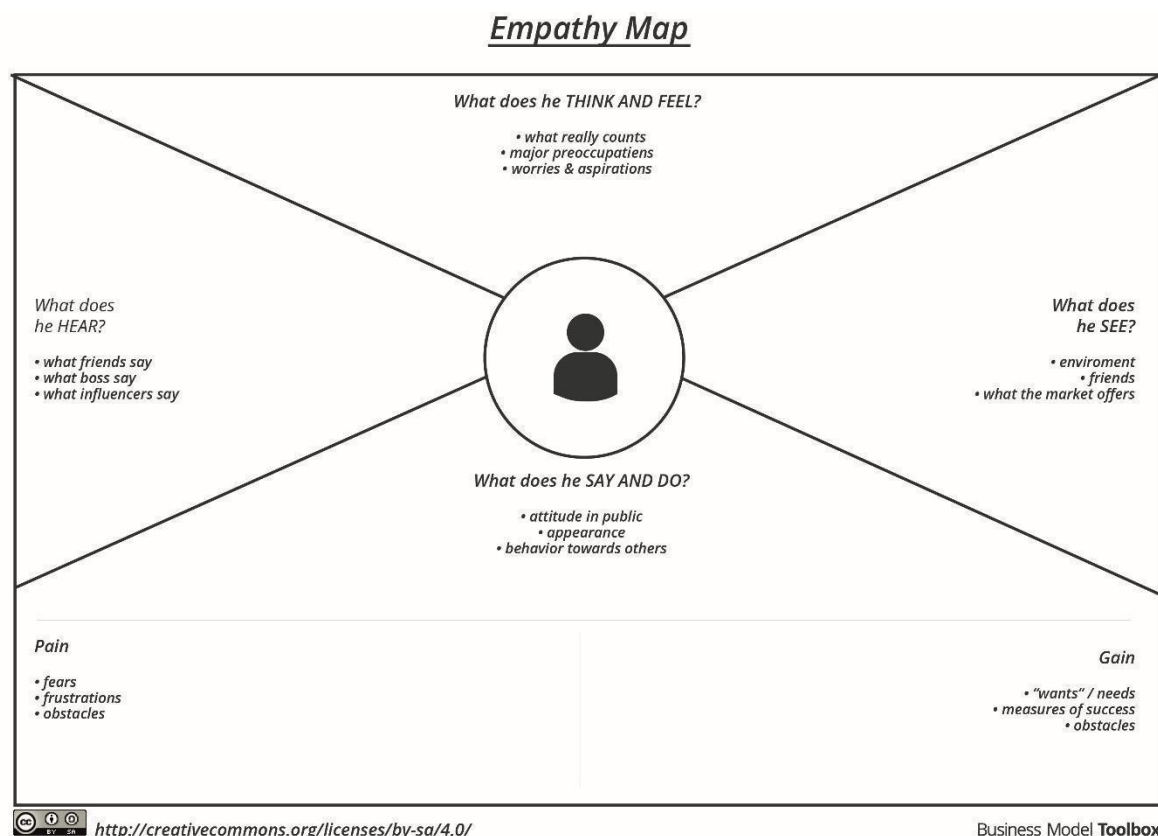 Empathy Map
What does he THINK AND FEEL?
• what really counts
• major preoccupatiens
• worries & aspirations
What does
he HEAR?
• what friends say
• what boss say
• what influencers say
What does
he SEE?
• enviroment
• friends
• what the market offers
What does he SAY AND DO?
• attitude in public
• appearance
• behavior towards others
Pain
• fears
• frustrations
• obstacles
Gain
• "wants" / needs
• measures of success
• obstacles
cc BY SA
http://creativecommons.org/licenses/by-sa/4.0/
Business Model Toolbox